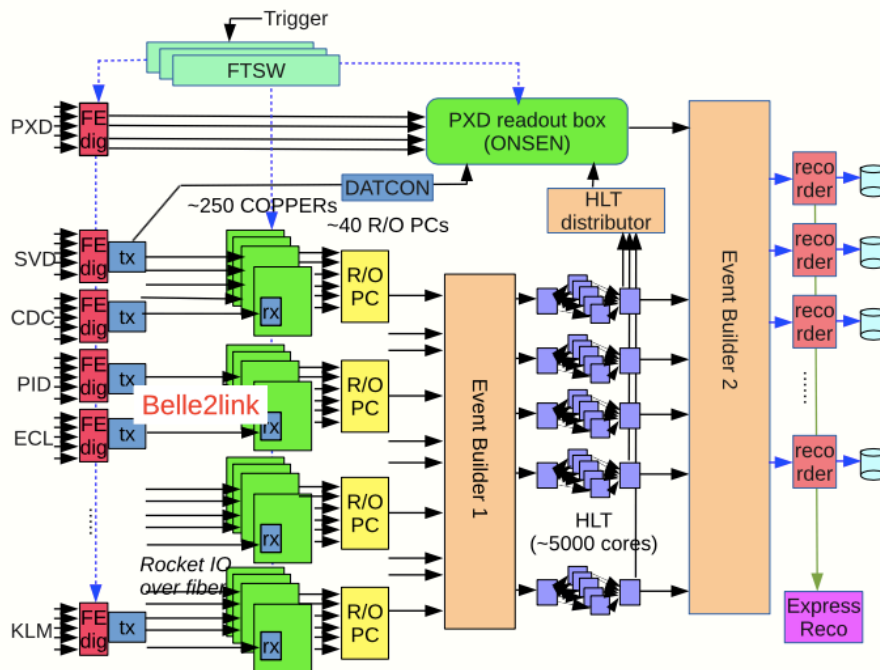 Trigger
FTSW
PXD
FE
dig
PXD readout box
(ONSEN)
DATCON
~250 COPPERs
~40 R/O PCs
HLT
distributor
SVD
FE
dig
tx
rx
R/O
PC
CDC
FE
dig
tx
PID
FE
dig
tx
Belle2link
rx
R/O
PC
ECL
FE
dig
tx
......
rx
R/O
PC
Rocket IO
over fiber
KLM
FE
dig
tx
rx
R/O
PC
Event Builder 1
HLT
(~5000 cores)
Event Builder 2
reco
rder
reco
rder
reco
rder
......
reco
rder
Express
Reco